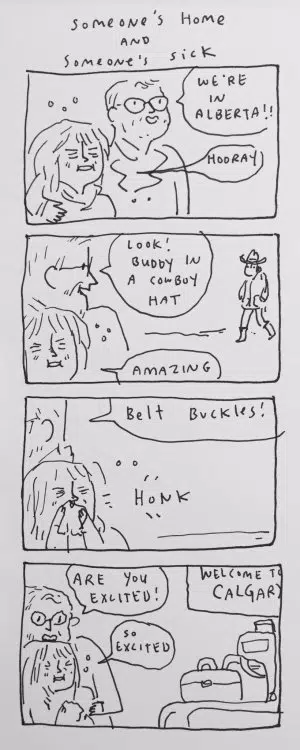 SOMEONE'S HOME
AND
SOMEONE'S SICK
WE'RE
IN
ALBERTA!!
HOORAY
LOOK!
BUDDY IN
A COWBOY
HAT
AMAZING
Belt Buckles!
HONK
ARE YOU
EXCITED!
SO
EXCITED
WELCOME TO
CALGARY